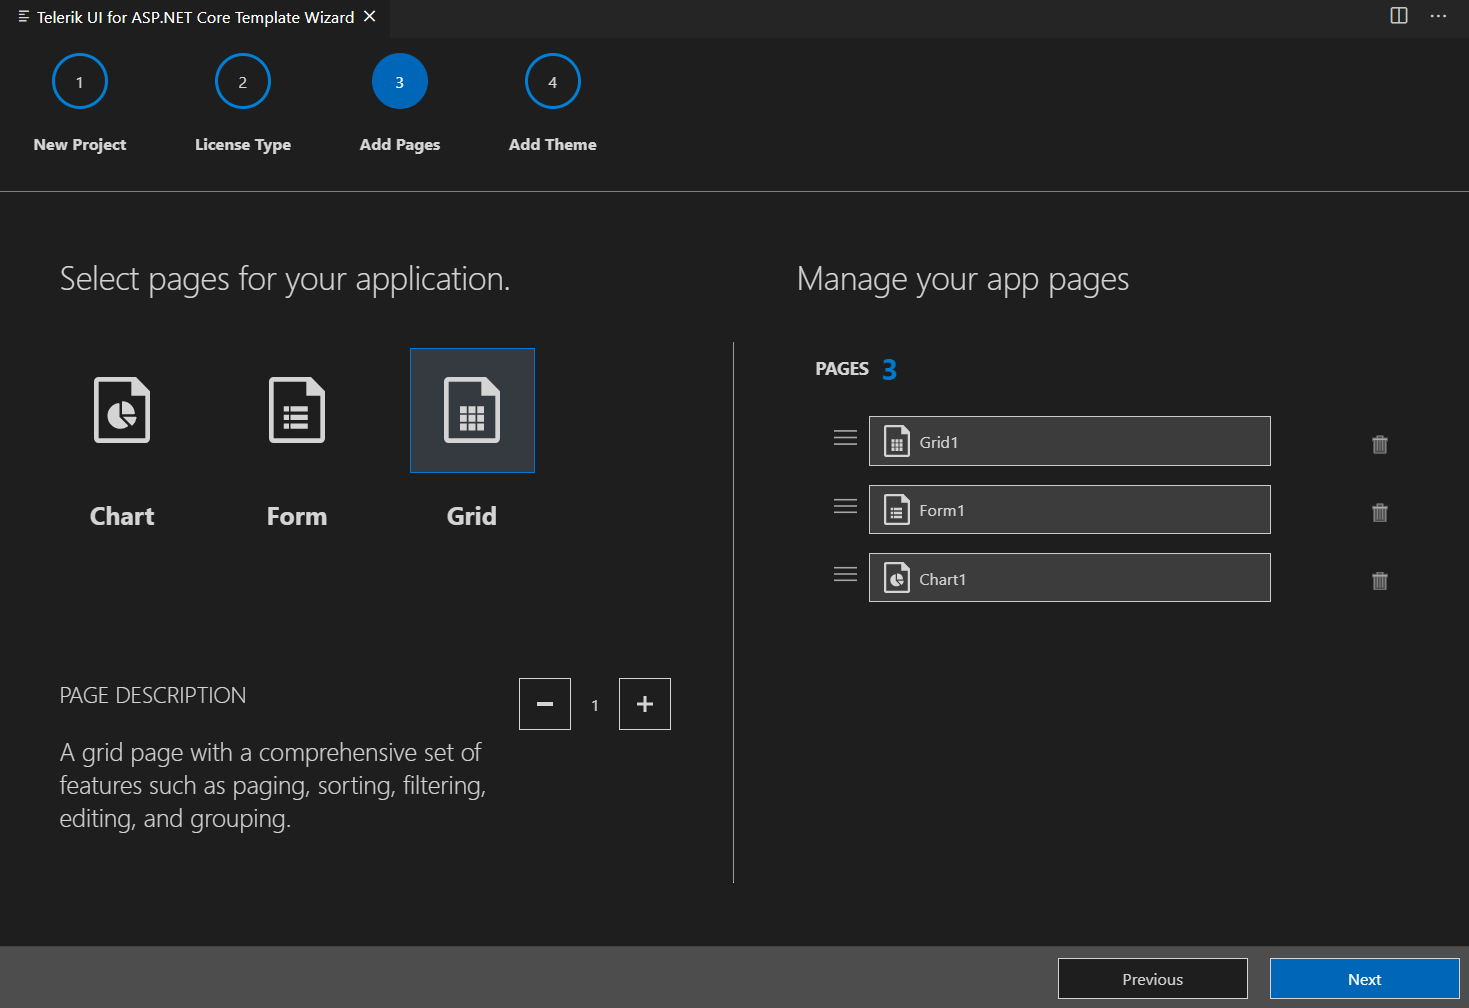 Telerik UI for ASP.NET Core Template Wizard
1
2
3
4
New Project
License Type
Add Pages
Add Theme
Select pages for your application.
Manage your app pages
PAGES 3
Grid1
Form1
Chart1
Chart
Form
Grid
PAGE DESCRIPTION
1
A grid page with a comprehensive set of
features such as paging, sorting, filtering,
editing, and grouping.
Previous
Next